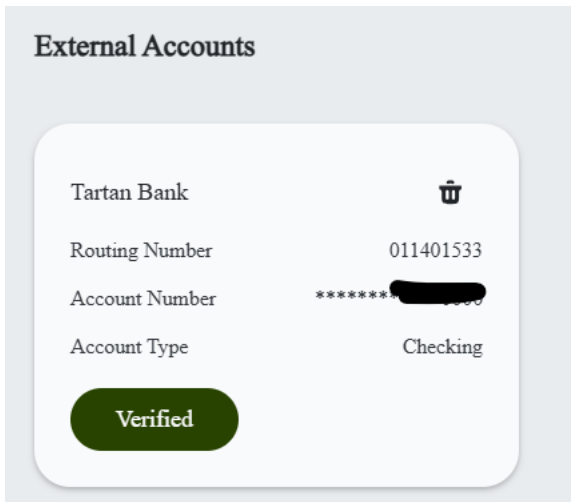 External Accounts
Tartan Bank
Routing Number 011401533
Account Number ********
Account Type Checking
Verified